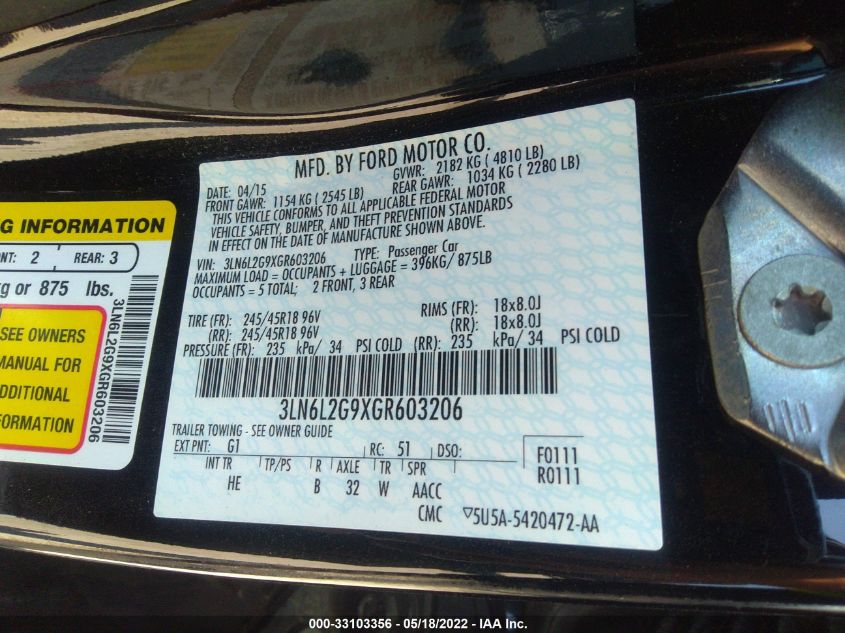 MFD. BY FORD MOTOR CO.
DATE: 04/15 GVWR: 2182 KG ( 4810 LB)
FRONT GAWR: 1154 KG ( 2545 LB) REAR GAWR: 1034 KG ( 2280 LB)
THIS VEHICLE CONFORMS TO ALL APPLICABLE FEDERAL MOTOR
VEHICLE SAFETY, BUMPER, AND THEFT PREVENTION STANDARDS
IN EFFECT ON THE DATE OF MANUFACTURE SHOWN ABOVE.
VIN: 3LN6L2G9XGR603206 TYPE: Passenger Car
MAXIMUM LOAD = OCCUPANTS + LUGGAGE = 396KG/ 875LB
OCCUPANTS = 5 TOTAL; 2 FRONT, 3 REAR
TIRE (FR): 245/45R18 96V RIMS (FR): 18x8.0J
(RR): 245/45R18 96V (RR): 18x8.0J
PRESSURE (FR): 235 kPa/ 34 PSI COLD (RR): 235 kPa/ 34 PSI COLD
3LN6L2G9XGR603206
TRAILER TOWING - SEE OWNER GUIDE
EXT PNT: G1 RC: 51 DSO: F0111
INT TR TP/PS R AXLE TR SPR R0111
HE B 32 W AACC
CMC ▽5U5A-5420472-AA
INFORMATION
2 REAR: 3
or 875 lbs.
SEE OWNERS
MANUAL FOR
INFORMATION
3LN6L2G9XGR603206
000-33103356 - 05/18/2022 - IAA Inc.